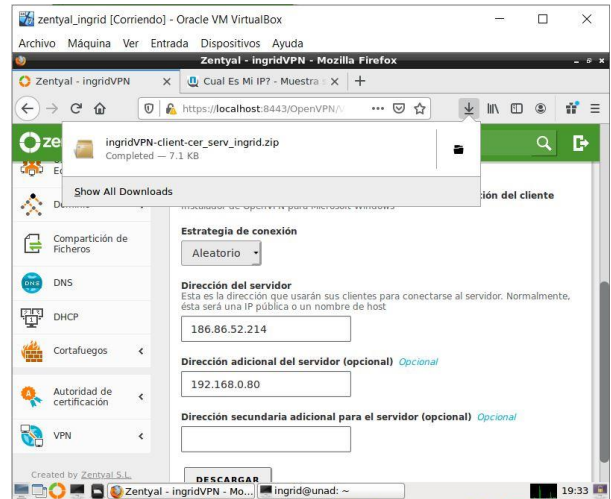 zentyal_ingrid [Corriendo] - Oracle VM VirtualBox
Archivo Máquina Ver Entrada Dispositivos Ayuda
Zentyal - ingridVPN - Mozilla Firefox
Zentyal - ingridVPN
Cual Es Mi IP? - Muestra
https://localhost:8443/OpenVPN/
ze
ingridVPN-client-cer_serv_ingrid.zip
Completed — 7.1 KB
Show All Downloads
ción del cliente
Instalador de OpenVPN para Microsoft Windows
Estrategia de conexión
Aleatorio
Compartición de
Ficheros
DNS
DHCP
Cortafuegos
Autoridad de
certificación
VPN
Dirección del servidor
Esta es la dirección que usarán sus clientes para conectarse al servidor. Normalmente,
ésta será una IP pública o un nombre de host
186.86.52.214
Dirección adicional del servidor (opcional) Opcional
192.168.0.80
Dirección secundaria adicional para el servidor (opcional) Opcional
DESCARGAR
Created by Zentyal S.L.
Zentyal - ingridVPN - Mo...
ingrid@unad: ~
19:33